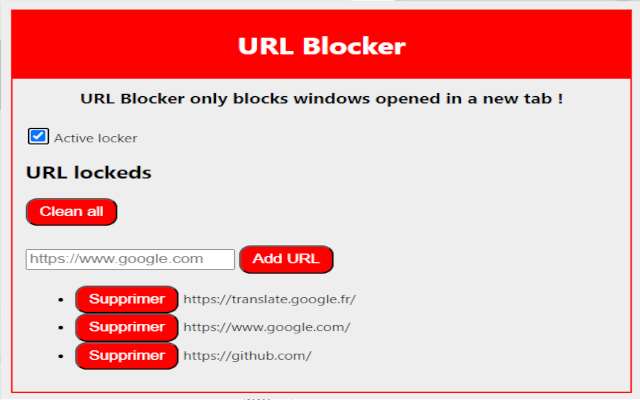 URL Blocker
URL Blocker only blocks windows opened in a new tab !
Active locker
URL lockeds
Clean all
https://www.google.com Add URL
Supprimer https://translate.google.fr/
Supprimer https://www.google.com/
Supprimer https://github.com/